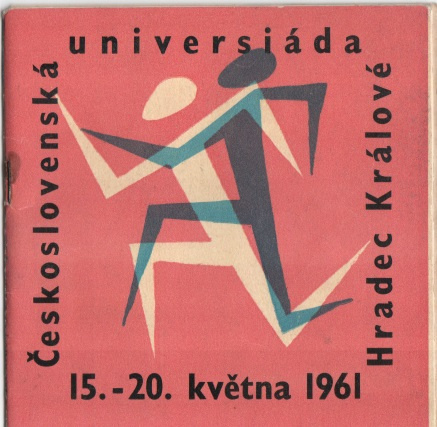 Československá
universiáda
Hradec Králové
15.-20. května 1961